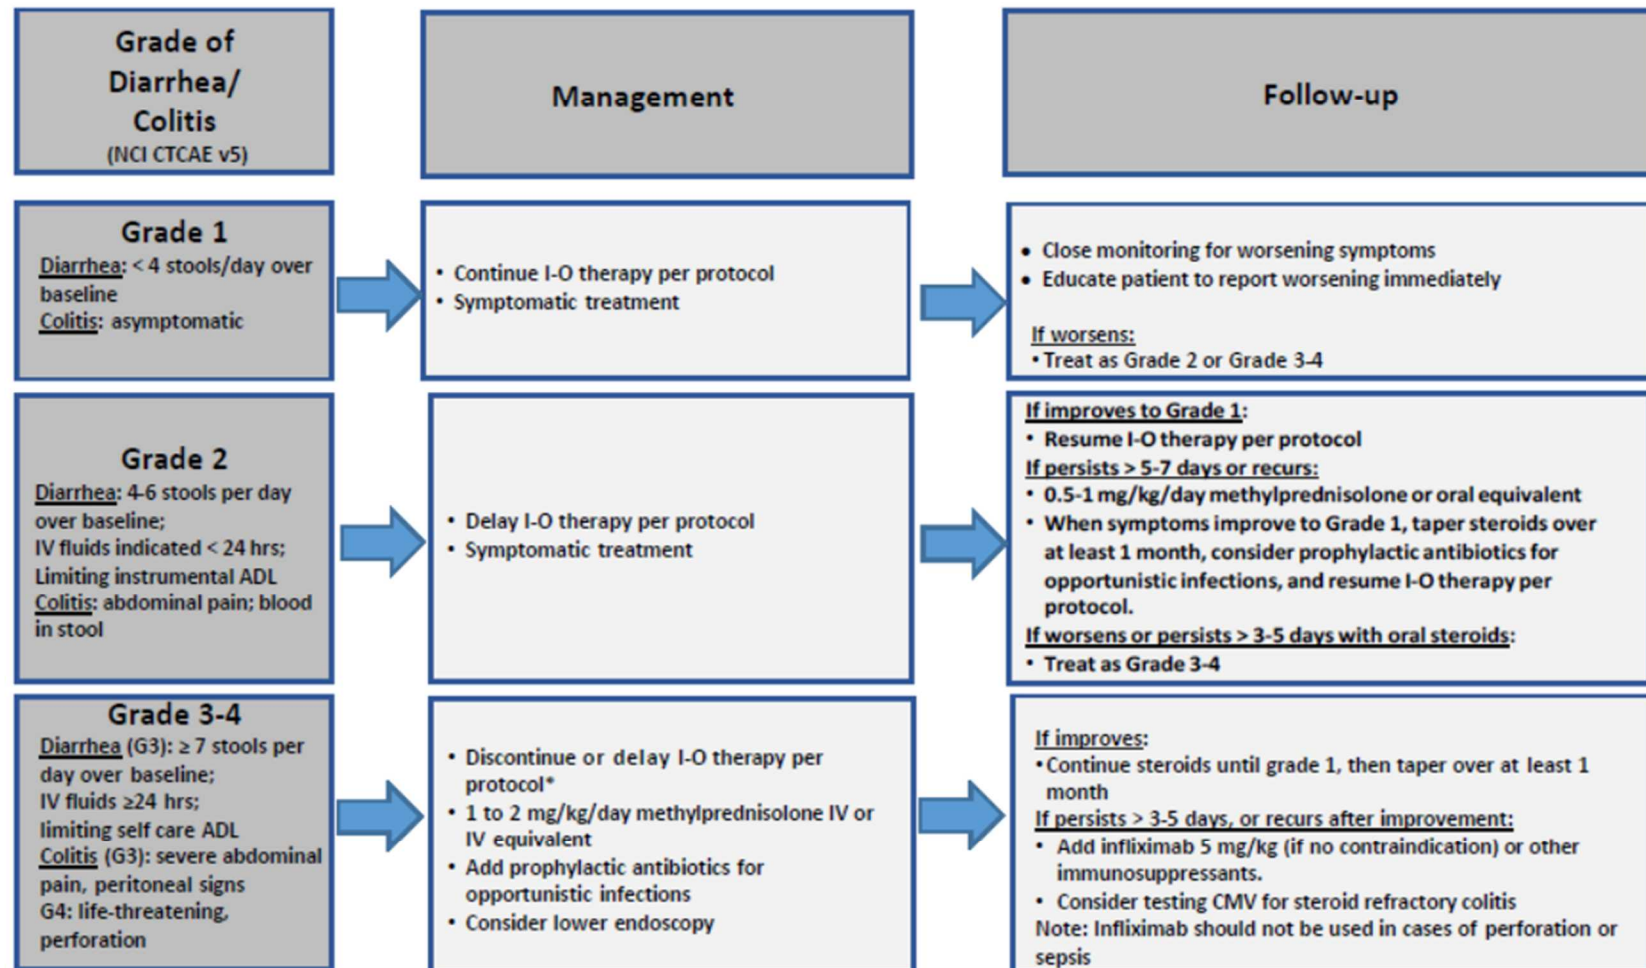 Grade of
Diarrhea/
Colitis
(NCI CTCAE v5)
Management
Follow-up
Grade 1
Diarrhea: < 4 stools/day over
baseline
Colitis: asymptomatic
• Continue I-O therapy per protocol
• Symptomatic treatment
• Close monitoring for worsening symptoms
• Educate patient to report worsening immediately
If worsens:
• Treat as Grade 2 or Grade 3-4
Grade 2
Diarrhea: 4-6 stools per day
over baseline;
IV fluids indicated < 24 hrs;
Limiting instrumental ADL
Colitis: abdominal pain; blood
in stool
• Delay I-O therapy per protocol
• Symptomatic treatment
If improves to Grade 1:
• Resume I-O therapy per protocol
If persists > 5-7 days or recurs:
• 0.5-1 mg/kg/day methylprednisolone or oral equivalent
• When symptoms improve to Grade 1, taper steroids over
at least 1 month, consider prophylactic antibiotics for
opportunistic infections, and resume I-O therapy per
protocol.
If worsens or persists > 3-5 days with oral steroids:
• Treat as Grade 3-4
Grade 3-4
Diarrhea (G3): ≥ 7 stools per
day over baseline;
IV fluids ≥24 hrs;
limiting self care ADL
Colitis (G3): severe abdominal
pain, peritoneal signs
G4: life-threatening,
perforation
• Discontinue or delay I-O therapy per
protocol*
• 1 to 2 mg/kg/day methylprednisolone IV or
IV equivalent
• Add prophylactic antibiotics for
opportunistic infections
• Consider lower endoscopy
If improves:
• Continue steroids until grade 1, then taper over at least 1
month
If persists > 3-5 days, or recurs after improvement:
• Add infliximab 5 mg/kg (if no contraindication) or other
immunosuppressants.
• Consider testing CMV for steroid refractory colitis
Note: Infliximab should not be used in cases of perforation or
sepsis